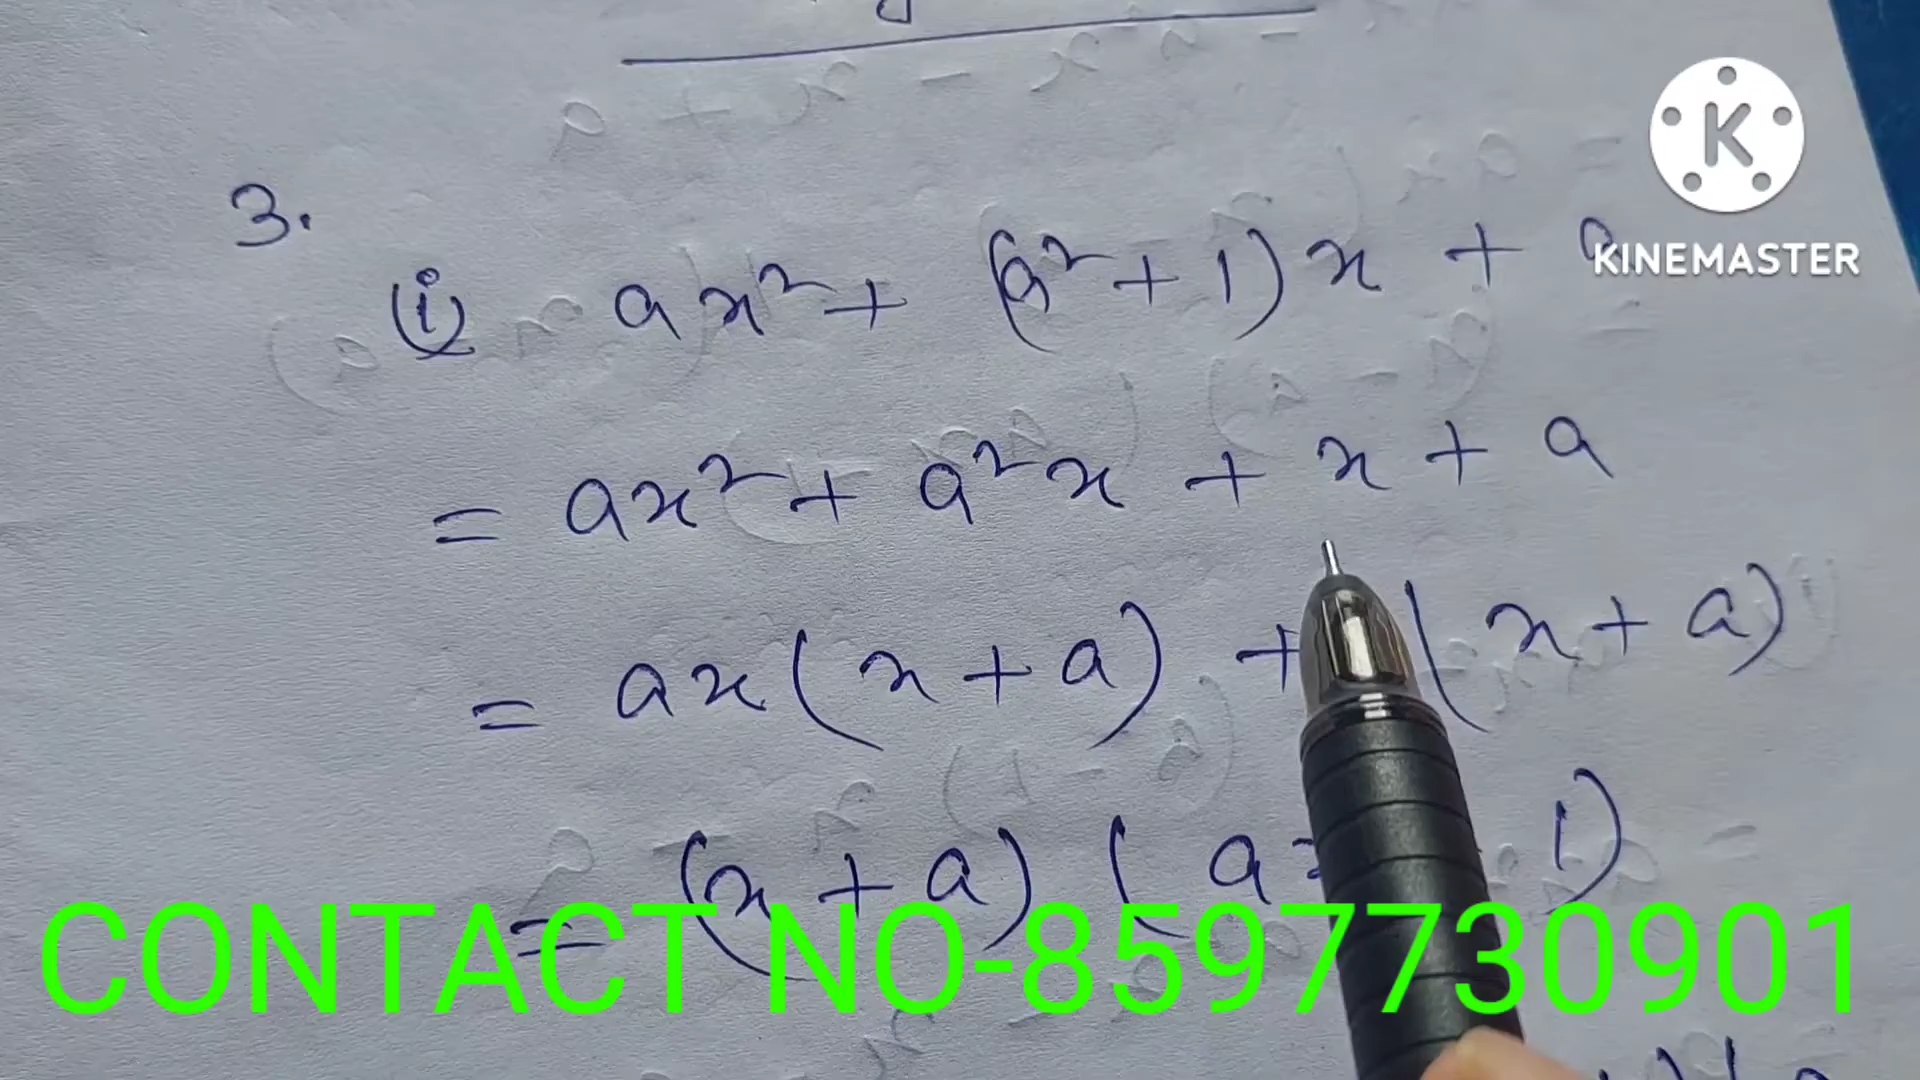 KINEMASTER
3.
(i) ax² + (a² + 1)x + a
= ax² + a²x + x + a
= ax(x + a) + (x + a)
= (x + a) (a 1)
CONTACT NO-8597730901